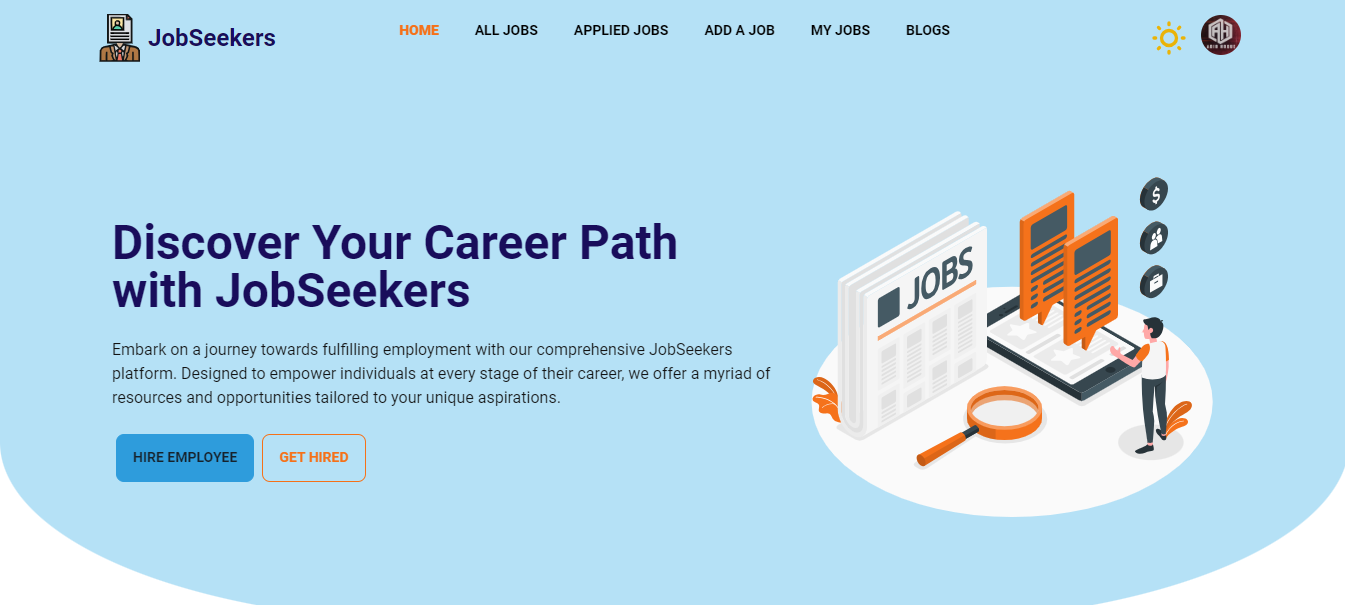 JobSeekers
HOME
ALL JOBS
APPLIED JOBS
ADD A JOB
MY JOBS
BLOGS
Discover Your Career Path
with JobSeekers
Embark on a journey towards fulfilling employment with our comprehensive JobSeekers
platform. Designed to empower individuals at every stage of their career, we offer a myriad of
resources and opportunities tailored to your unique aspirations.
HIRE EMPLOYEE
GET HIRED
JOBS
$